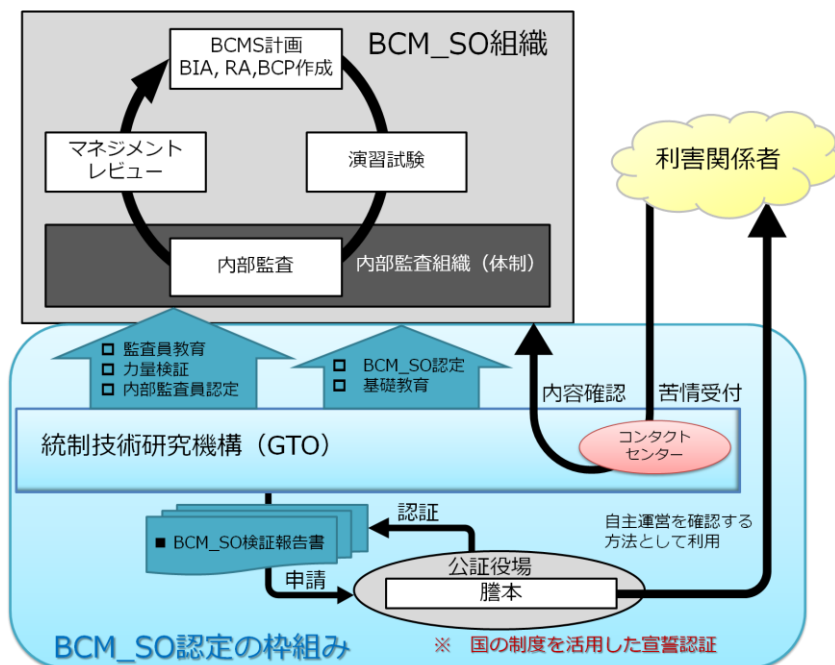 BCM_SO組織
BCMS計画
BIA, RA,BCP作成
マネジメント
レビュー
演習試験
利害関係者
内部監査
内部監査組織（体制）
監査員教育
力量検証
内部監査員認定
BCM_SO認定
基礎教育
内容確認
苦情受付
統制技術研究機構（GTO）
コンタクト
センター
■ BCM_SO検証報告書
認証
申請
自主運営を確認する
方法として利用
公証役場
謄本
BCM_SO認定の枠組み
※ 国の制度を活用した宣誓認証